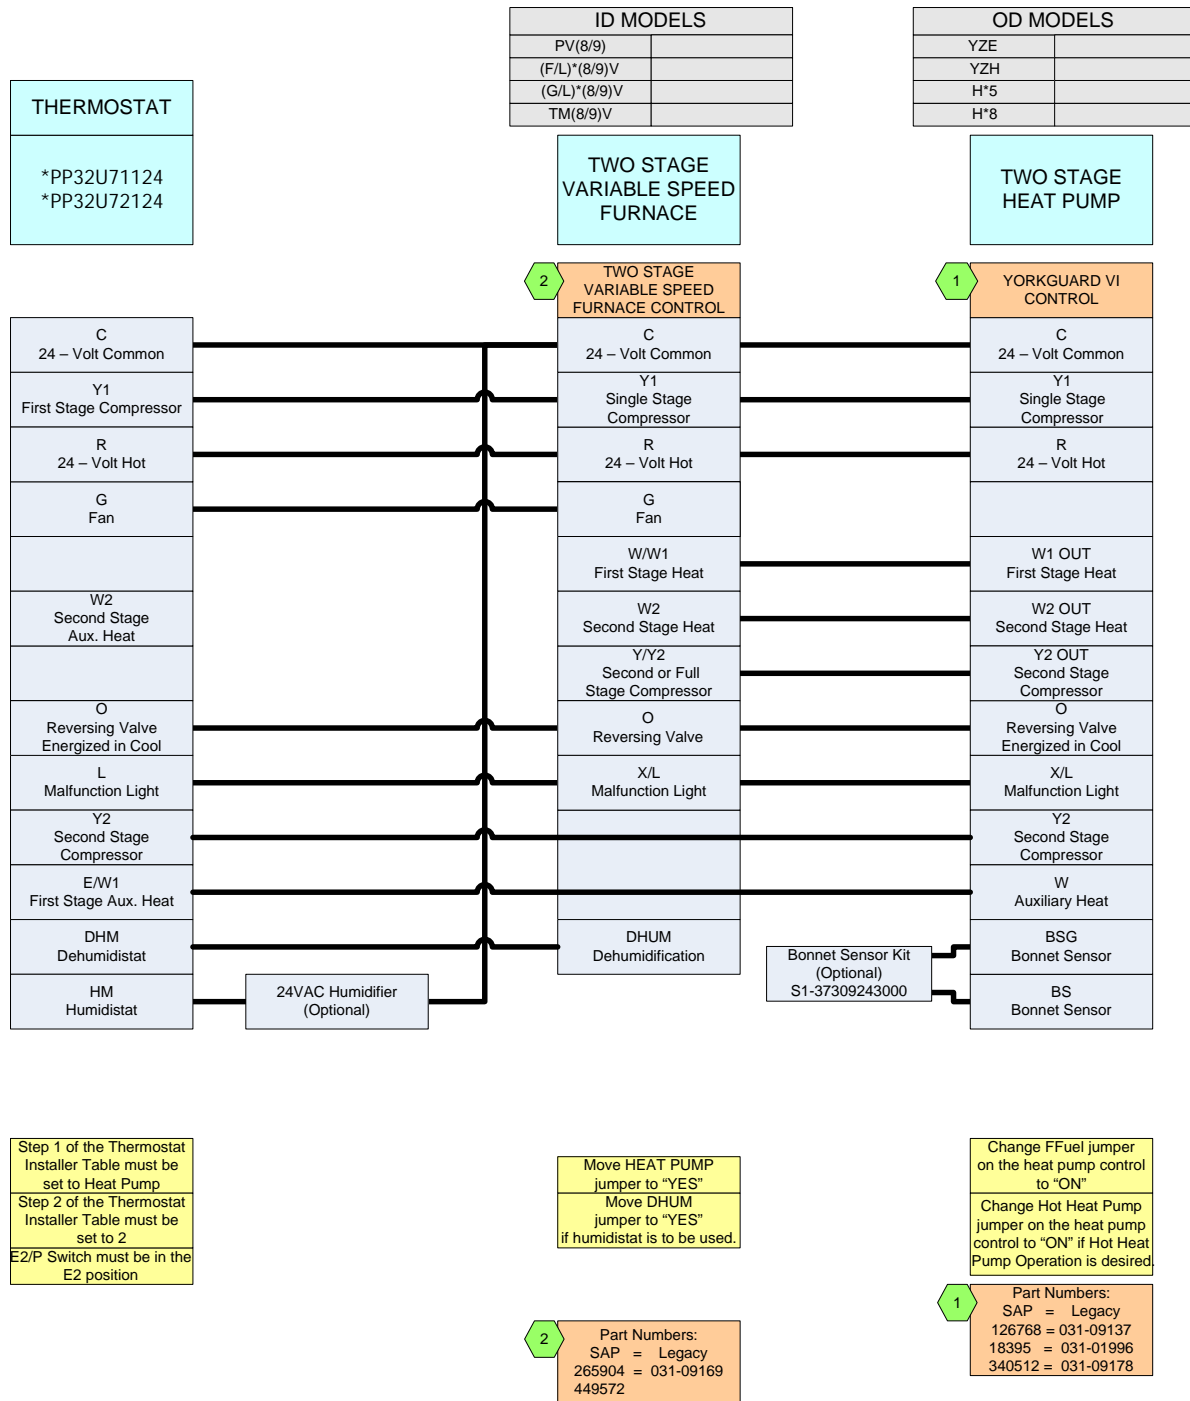 ID MODELS
PV(8/9)
(F/L)*(8/9)V
(G/L)*(8/9)V
TM(8/9)V
OD MODELS
YZE
YZH
H*5
H*8
THERMOSTAT
*PP32U71124
*PP32U72124
TWO STAGE
VARIABLE SPEED
FURNACE
TWO STAGE
HEAT PUMP
2
TWO STAGE
VARIABLE SPEED
FURNACE CONTROL
1
YORKGUARD VI
CONTROL
C
24 – Volt Common
C
24 – Volt Common
C
24 – Volt Common
Y1
First Stage Compressor
Y1
Single Stage
Compressor
Y1
Single Stage
Compressor
R
24 – Volt Hot
R
24 – Volt Hot
R
24 – Volt Hot
G
Fan
G
Fan
W/W1
First Stage Heat
W1 OUT
First Stage Heat
W2
Second Stage
Aux. Heat
W2
Second Stage Heat
W2 OUT
Second Stage Heat
Y/Y2
Second or Full
Stage Compressor
Y2 OUT
Second Stage
Compressor
O
Reversing Valve
Energized in Cool
O
Reversing Valve
O
Reversing Valve
Energized in Cool
L
Malfunction Light
X/L
Malfunction Light
X/L
Malfunction Light
Y2
Second Stage
Compressor
Y2
Second Stage
Compressor
E/W1
First Stage Aux. Heat
W
Auxiliary Heat
DHM
Dehumidistat
DHUM
Dehumidification
Bonnet Sensor Kit
(Optional)
S1-37309243000
BSG
Bonnet Sensor
HM
Humidistat
24VAC Humidifier
(Optional)
BS
Bonnet Sensor
Step 1 of the Thermostat
Installer Table must be
set to Heat Pump
Step 2 of the Thermostat
Installer Table must be
set to 2
E2/P Switch must be in the
E2 position
Move HEAT PUMP
jumper to “YES”
Move DHUM
jumper to “YES”
if humidistat is to be used.
Change FFuel jumper
on the heat pump control
to “ON”
Change Hot Heat Pump
jumper on the heat pump
control to “ON” if Hot Heat
Pump Operation is desired.
1
Part Numbers:
SAP = Legacy
126768 = 031-09137
18395 = 031-01996
340512 = 031-09178
2
Part Numbers:
SAP = Legacy
265904 = 031-09169
449572